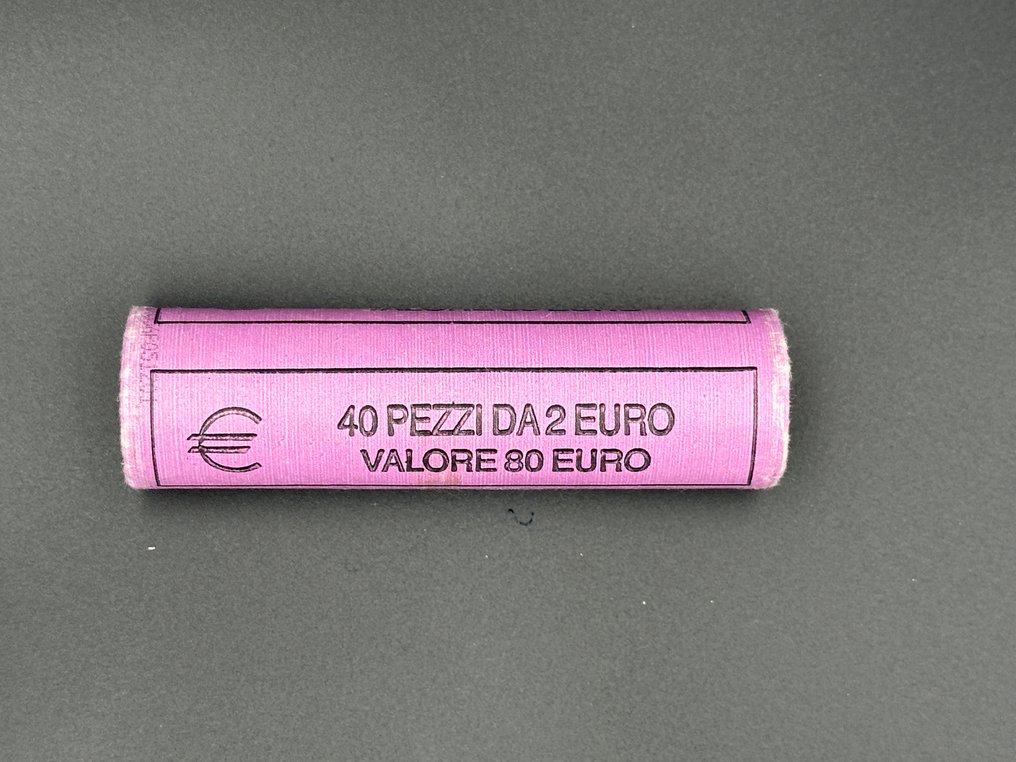 €
40 PEZZI DA 2 EURO
VALORE 80 EURO